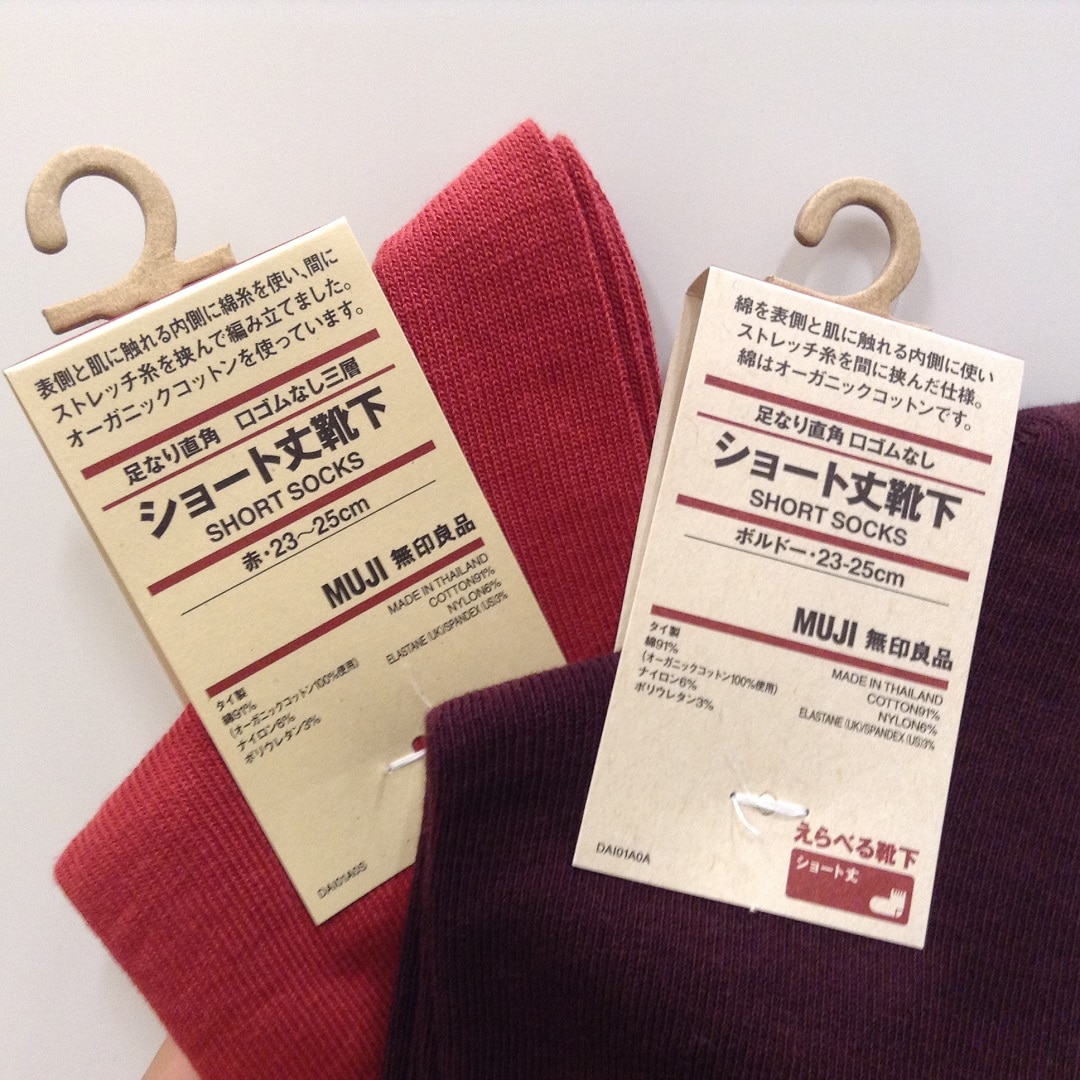 表側と肌に触れる内側に綿糸を使い、間に
ストレッチ糸を挟んで編み立てました。
オーガニックコットンを使っています。
足なり直角 口ゴムなし三層
ショート丈靴下
SHORT SOCKS
赤・23〜25cm
MUJI 無印良品
MADE IN THAILAND
COTTON91%
NYLON6%
ELASTANE (UK)/SPANDEX (US)3%
タイ製
綿91%
(オーガニックコットン100%使用)
ナイロン6%
ポリウレタン3%
DAI01A0S
綿を表側と肌に触れる内側に使い
ストレッチ糸を間に挟んだ仕様。
綿はオーガニックコットンです。
足なり直角 口ゴムなし
ショート丈靴下
SHORT SOCKS
ボルドー・23-25cm
MUJI 無印良品
MADE IN THAILAND
COTTON91%
NYLON6%
ELASTANE (UK)/SPANDEX (US)3%
タイ製
綿91%
(オーガニックコットン100%使用)
ナイロン6%
ポリウレタン3%
DAI01A0A
えらべる靴下
ショート丈